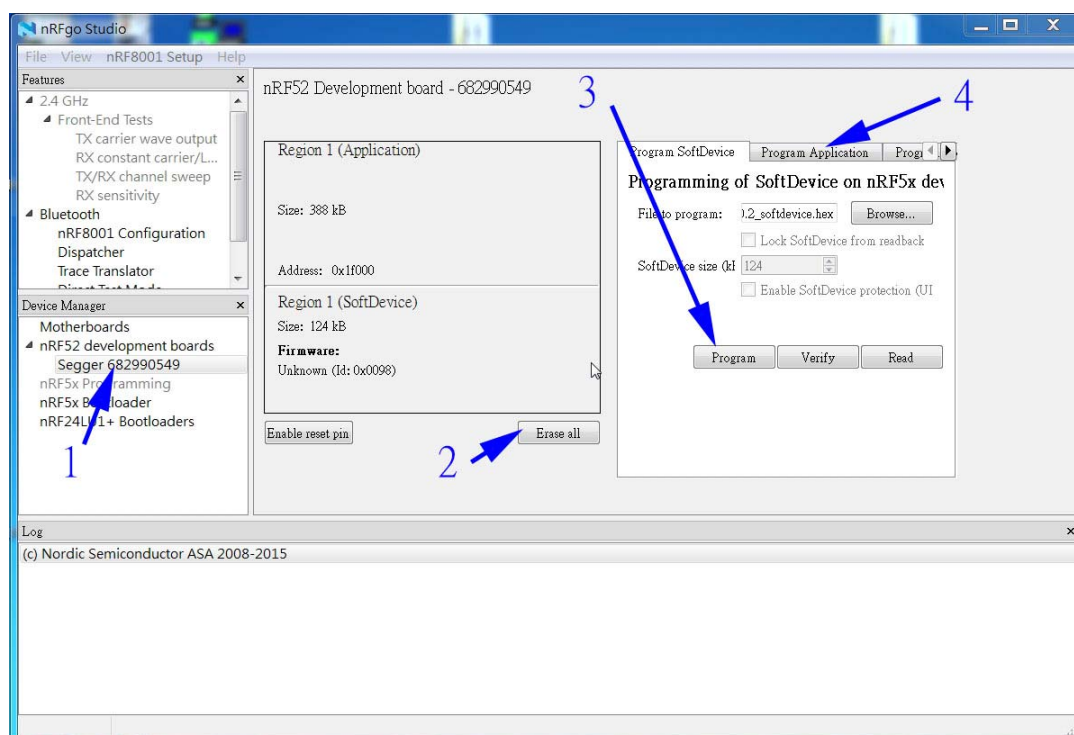 nRFgo Studio
File View nRF8001 Setup Help
Features
2.4 GHz
Front-End Tests
TX carrier wave output
RX constant carrier/L...
TX/RX channel sweep
RX sensitivity
Bluetooth
nRF8001 Configuration
Dispatcher
Trace Translator
Direct Test Mode
Device Manager
Motherboards
nRF52 development boards
Segger 682990549
nRF5x Programming
nRF5x Bootloader
nRF24LU1+ Bootloaders
1
nRF52 Development board - 682990549
Region 1 (Application)
Size: 388 kB
Address: 0x1f000
Region 1 (SoftDevice)
Size: 124 kB
Firmware:
Unknown (Id: 0x0098)
Enable reset pin
Erase all
2
3
4
Program SoftDevice Program Application Progr
Programming of SoftDevice on nRF5x dev
File to program: ).2_softdevice.hex Browse...
Lock SoftDevice from readback
SoftDevice size (kB 124
Enable SoftDevice protection (UI
Program Verify Read
Log
(c) Nordic Semiconductor ASA 2008-2015